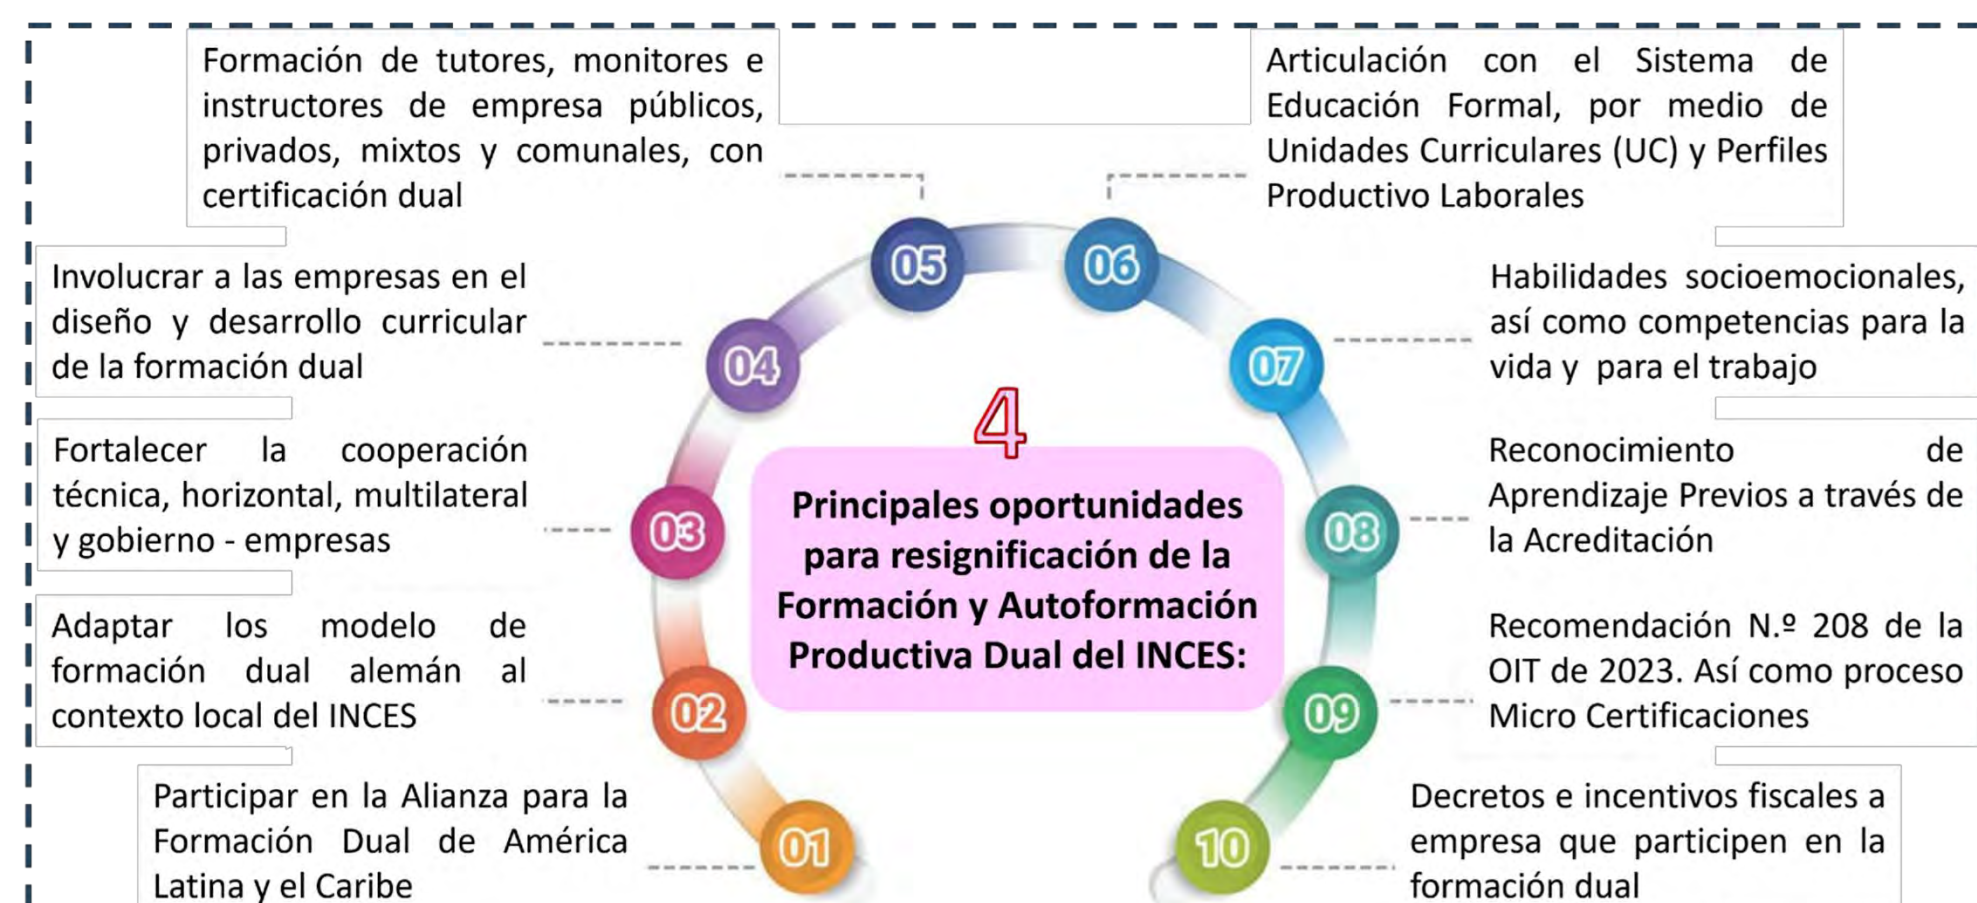 Formación de tutores, monitores e
instructores de empresa públicos,
privados, mixtos y comunales, con
certificación dual
Articulación con el Sistema de
Educación Formal, por medio de
Unidades Curriculares (UC) y Perfiles
Productivo Laborales
05
06
Involucrar a las empresas en el
diseño y desarrollo curricular
de la formación dual
04
Habilidades socioemocionales,
así como competencias para la
vida y para el trabajo
07
4
Principales oportunidades
para resignificación de la
Formación y Autoformación
Productiva Dual del INCES:
Fortalecer la cooperación
técnica, horizontal, multilateral
y gobierno - empresas
03
Reconocimiento de
Aprendizaje Previos a través de
la Acreditación
08
Adaptar los modelo de
formación dual alemán al
contexto local del INCES
02
Recomendación N.º 208 de la
OIT de 2023. Así como proceso
Micro Certificaciones
09
Participar en la Alianza para la
Formación Dual de América
Latina y el Caribe
01
Decretos e incentivos fiscales a
empresa que participen en la
formación dual
10